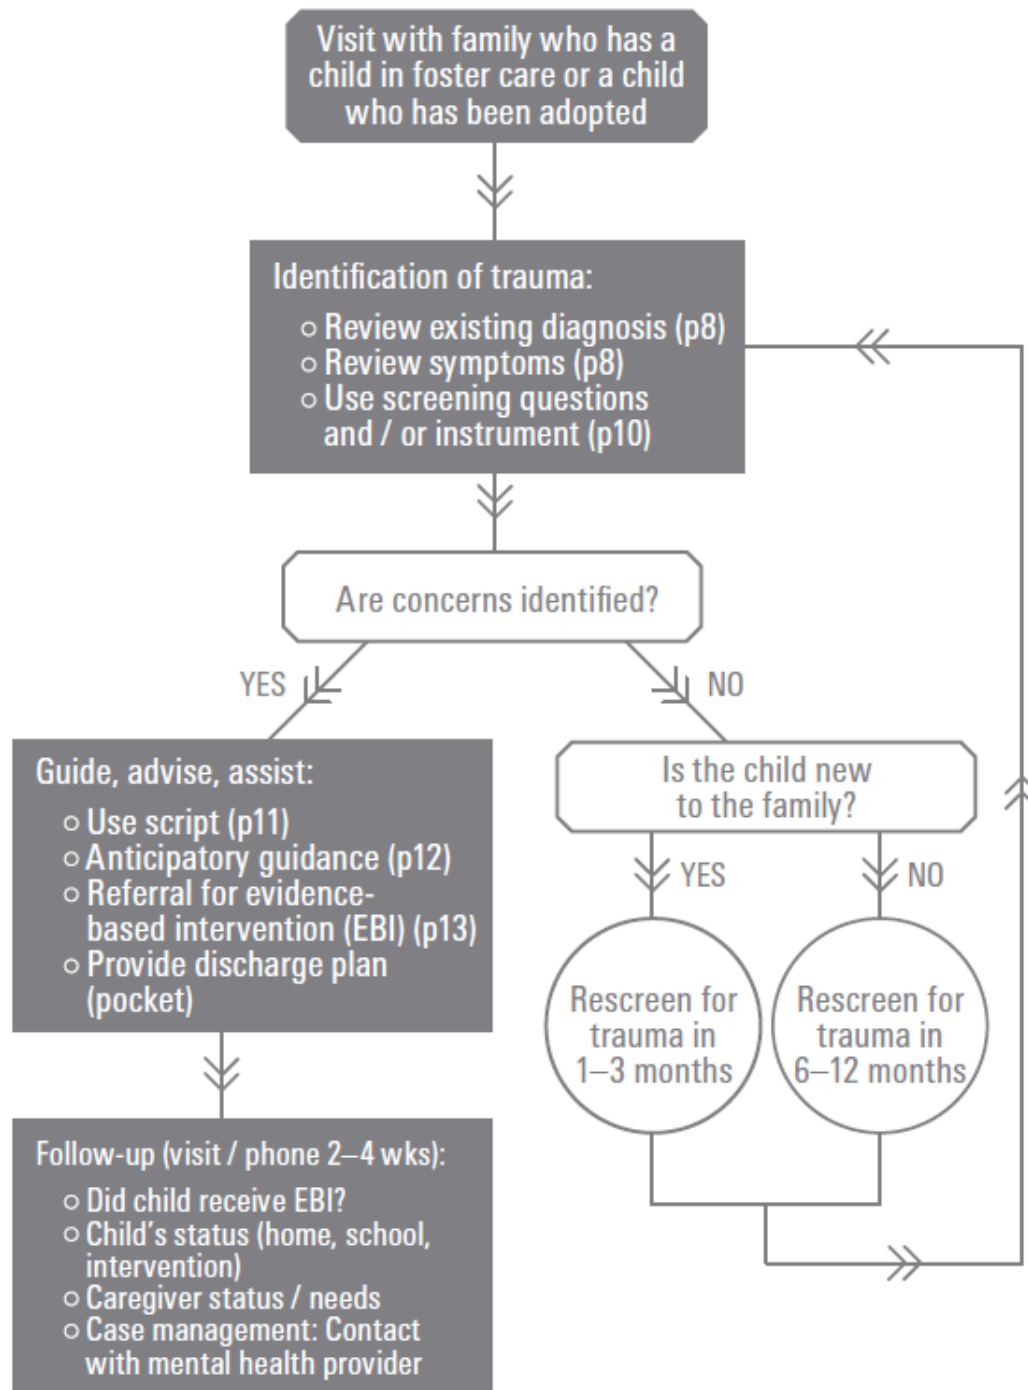 Visit with family who has a
child in foster care or a child
who has been adopted
Identification of trauma:
○ Review existing diagnosis (p8)
○ Review symptoms (p8)
○ Use screening questions
and / or instrument (p10)
Are concerns identified?
YES
NO
Guide, advise, assist:
○ Use script (p11)
○ Anticipatory guidance (p12)
○ Referral for evidence-
based intervention (EBI) (p13)
○ Provide discharge plan
(pocket)
Is the child new
to the family?
YES
NO
Rescreen for
trauma in
1–3 months
Rescreen for
trauma in
6–12 months
Follow-up (visit / phone 2–4 wks):
○ Did child receive EBI?
○ Child's status (home, school,
intervention)
○ Caregiver status / needs
○ Case management: Contact
with mental health provider